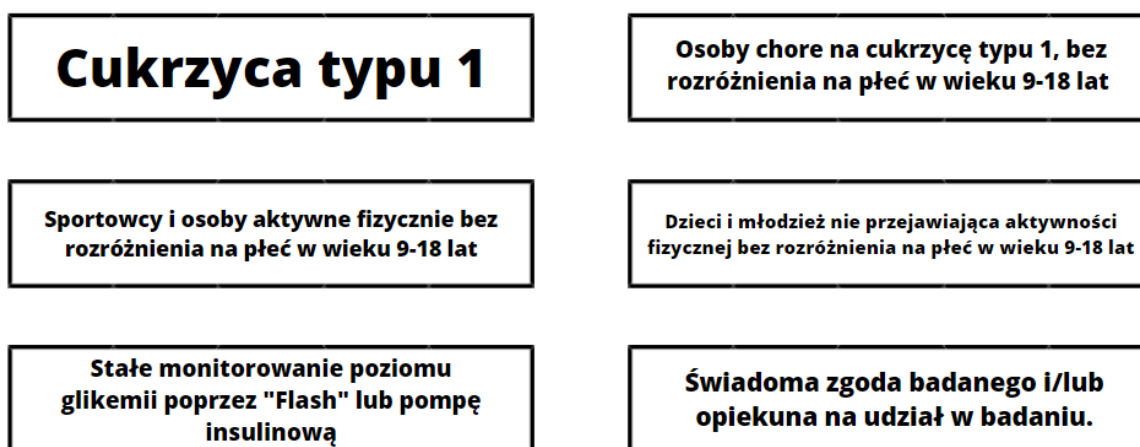 Cukrzyca typu 1
Osoby chore na cukrzycę typu 1, bez
rozróżnienia na płeć w wieku 9-18 lat
Sportowcy i osoby aktywne fizycznie bez
rozróżnienia na płeć w wieku 9-18 lat
Dzieci i młodzież nie przejawiająca aktywności
fizycznej bez rozróżnienia na płeć w wieku 9-18 lat
Stałe monitorowanie poziomu
glikemii poprzez "Flash" lub pompę
insulinową
Świadoma zgoda badanego i/lub
opiekuna na udział w badaniu.